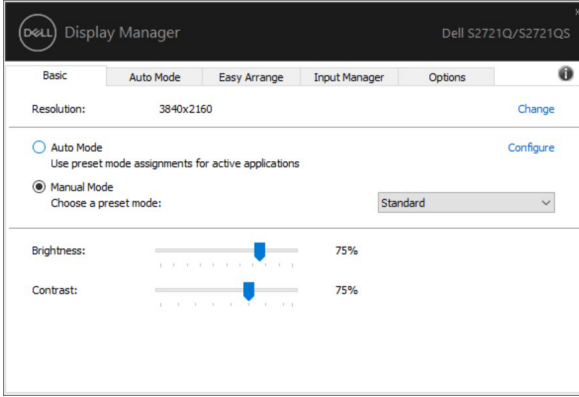 DELL Display Manager
Dell S2721Q/S2721QS
Basic Auto Mode Easy Arrange Input Manager Options
Resolution: 3840x2160 Change
Auto Mode Configure
Use preset mode assignments for active applications
Manual Mode
Choose a preset mode: Standard
Brightness: 75%
Contrast: 75%